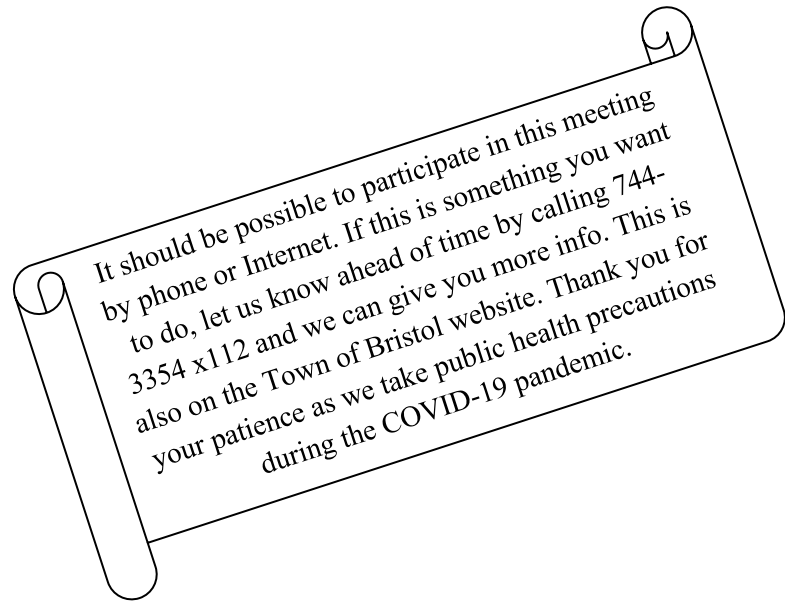 It should be possible to participate in this meeting
by phone or Internet. If this is something you want
to do, let us know ahead of time by calling 744-
3354 x112 and we can give you more info. This is
also on the Town of Bristol website. Thank you for
your patience as we take public health precautions
during the COVID-19 pandemic.